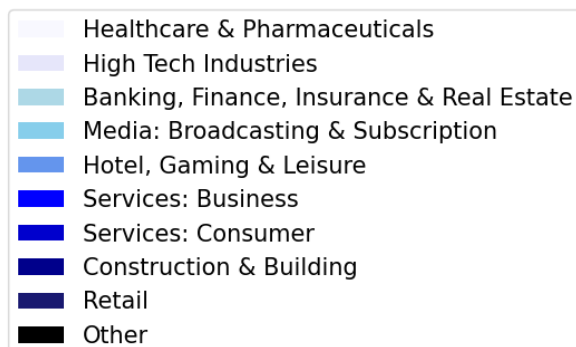 Healthcare & Pharmaceuticals
High Tech Industries
Banking, Finance, Insurance & Real Estate
Media: Broadcasting & Subscription
Hotel, Gaming & Leisure
Services: Business
Services: Consumer
Construction & Building
Retail
Other